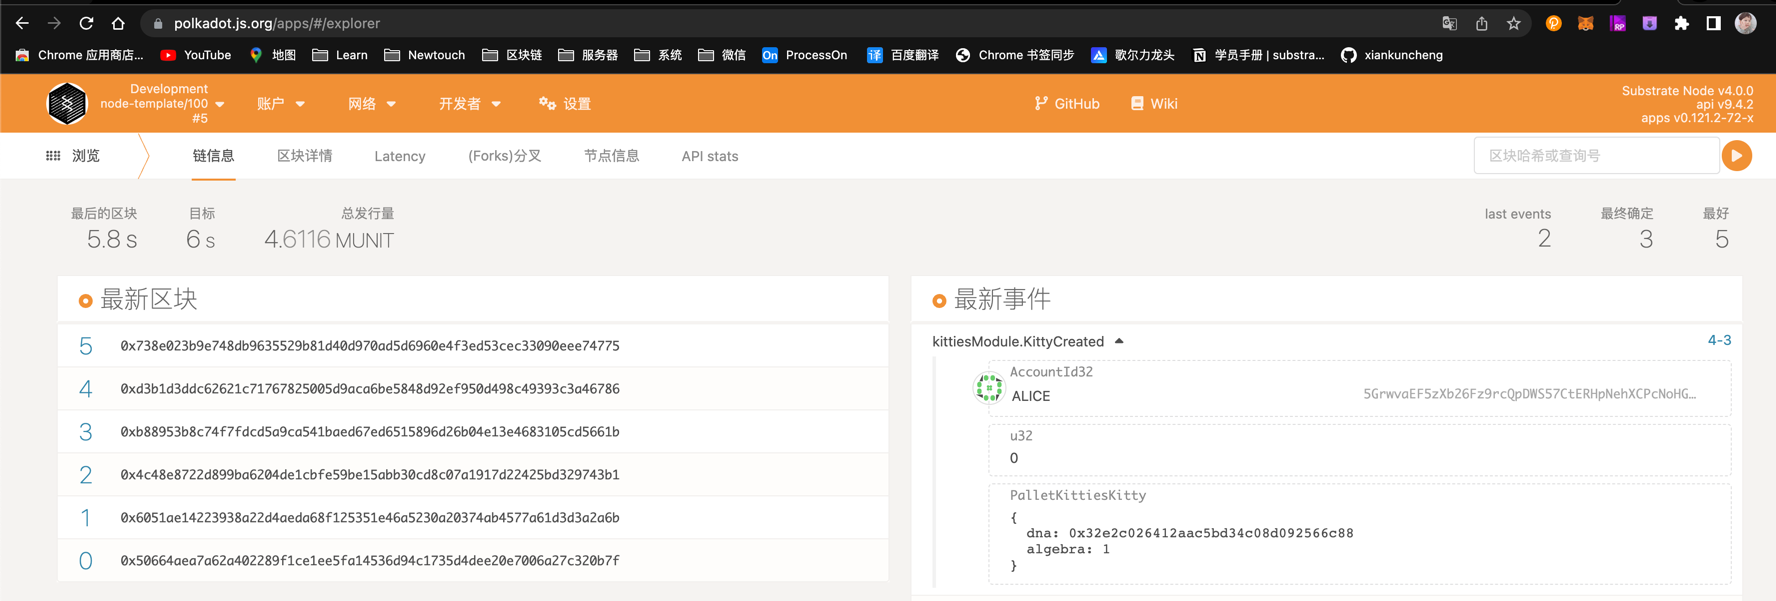 polkadot.js.org/apps/#/explorer
Chrome 应用商店... YouTube 地图 Learn Newtouch 区块链 服务器 系统 微信 On ProcessOn 译 百度翻译 Chrome 书签同步 歌尔力龙头 学员手册 | substra... xiankuncheng
Development
node-template/100
#5
账户 网络 开发者 设置
GitHub Wiki
Substrate Node v4.0.0
api v9.4.2
apps v0.121.2-72-x
浏览 链信息 区块详情 Latency (Forks)分叉 节点信息 API stats
区块哈希或查询号
最后的区块 目标 总发行量 last events 最终确定 最好
5.8 s 6 s 4.6116 MUNIT 2 3 5
最新区块
5 0x738e023b9e748db9635529b81d40d970ad5d6960e4f3ed53cec33090eee74775
4 0xd3b1d3ddc62621c71767825005d9aca6be5848d92ef950d498c49393c3a46786
3 0xb88953b8c74f7fdcd5a9ca541baed67ed6515896d26b04e13e4683105cd5661b
2 0x4c48e8722d899ba6204de1cbfe59be15abb30cd8c07a1917d22425bd329743b1
1 0x6051ae14223938a22d4aeda68f125351e46a5230a20374ab4577a61d3d3a2a6b
0 0x50664aea7a62a402289f1ce1ee5fa14536d94c1735d4dee20e7006a27c320b7f
最新事件
kittiesModule.KittyCreated 4-3
AccountId32
ALICE 5GrwvaEF5zXb26Fz9rcQpDWS57CtERHpNehXCPcNoHG...
u32
0
PalletKittiesKitty
{
dna: 0x32e2c026412aac5bd34c08d092566c88
algebra: 1
}